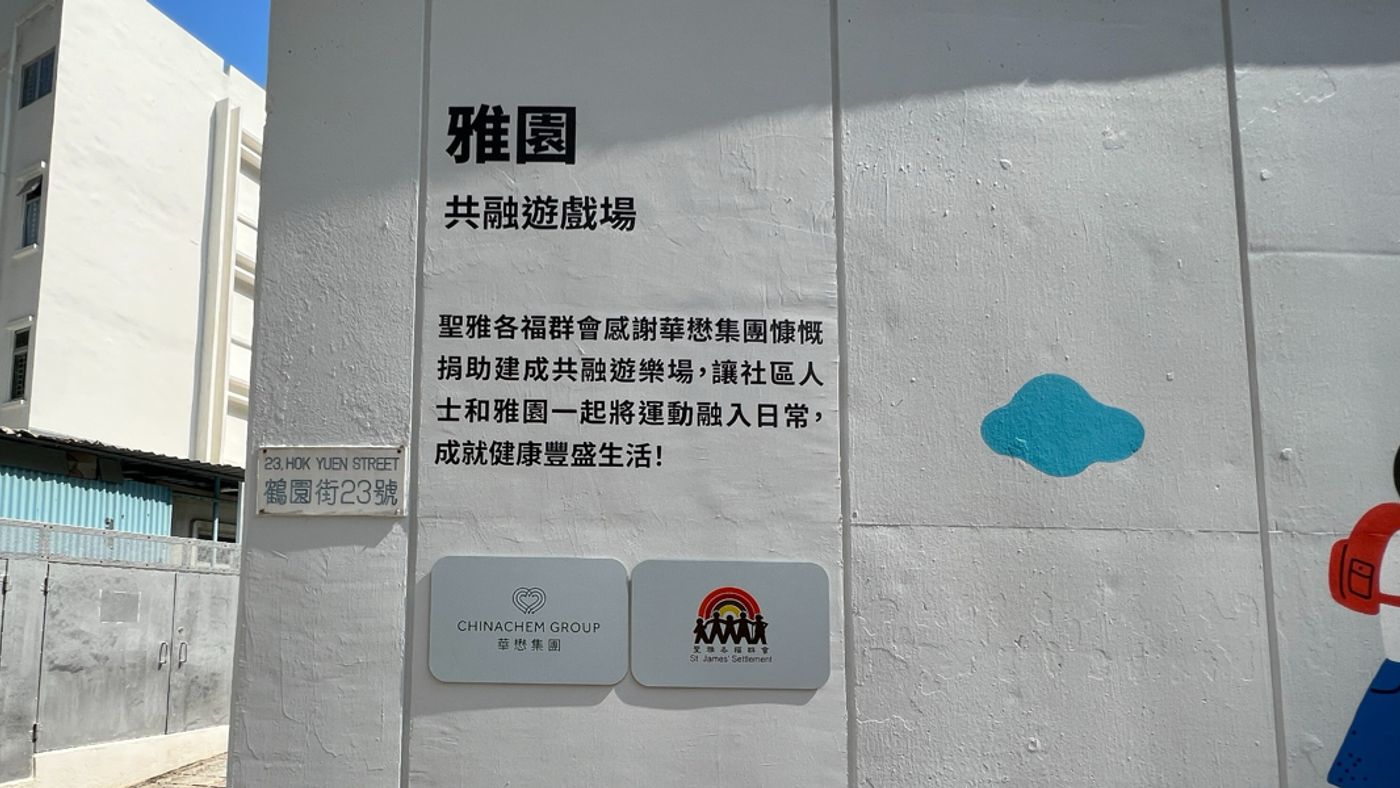 雅園
共融遊戲場
聖雅各福群會感謝華懋集團慷慨
捐助建成共融遊樂場，讓社區人
士和雅園一起將運動融入日常，
成就健康豐盛生活！
23, HOK YUEN STREET
鶴園街23號
CHINACHEM GROUP
華懋集團
聖雅各福群會
St. James' Settlement